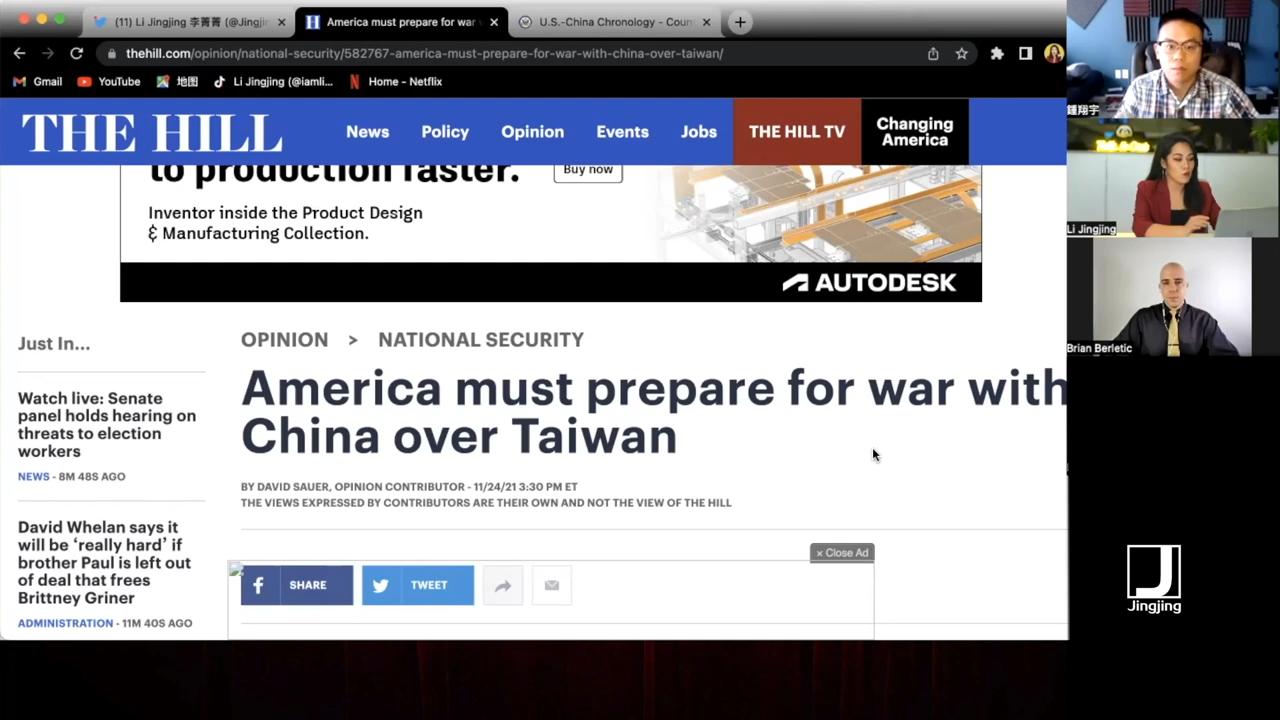 (11) Li Jingjing 李菁菁 (@Jingjin
America must prepare for war w
U.S.-China Chronology - Coun
thehill.com/opinion/national-security/582767-america-must-prepare-for-war-with-china-over-taiwan/
Gmail
YouTube
地图
Li Jingjing (@iamli...
Home - Netflix
THE HILL
News
Policy
Opinion
Events
Jobs
THE HILL TV
Changing
America
to production faster.
Buy now
Inventor inside the Product Design
& Manufacturing Collection.
AUTODESK
Just In...
Watch live: Senate
panel holds hearing on
threats to election
workers
NEWS - 8M 48S AGO
David Whelan says it
will be ‘really hard’ if
brother Paul is left out
of deal that frees
Brittney Griner
ADMINISTRATION - 11M 40S AGO
OPINION > NATIONAL SECURITY
America must prepare for war with
China over Taiwan
BY DAVID SAUER, OPINION CONTRIBUTOR - 11/24/21 3:30 PM ET
THE VIEWS EXPRESSED BY CONTRIBUTORS ARE THEIR OWN AND NOT THE VIEW OF THE HILL
× Close Ad
SHARE
TWEET
鍾翔宇
Li Jingjing
Brian Berletic
Jingjing